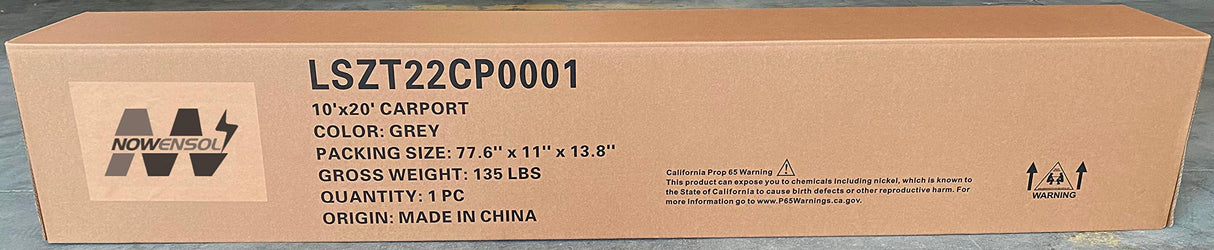 NOWENSOL
LSZT22CP0001
10'x20' CARPORT
COLOR: GREY
PACKING SIZE: 77.6'' x 11'' x 13.8''
GROSS WEIGHT: 135 LBS
QUANTITY: 1 PC
ORIGIN: MADE IN CHINA
California Prop 65 Warning
This product can expose you to chemicals including nickel, which is known to
the State of California to cause birth defects or other reproductive harm. For
more information go to www.P65Warnings.ca.gov.
WARNING